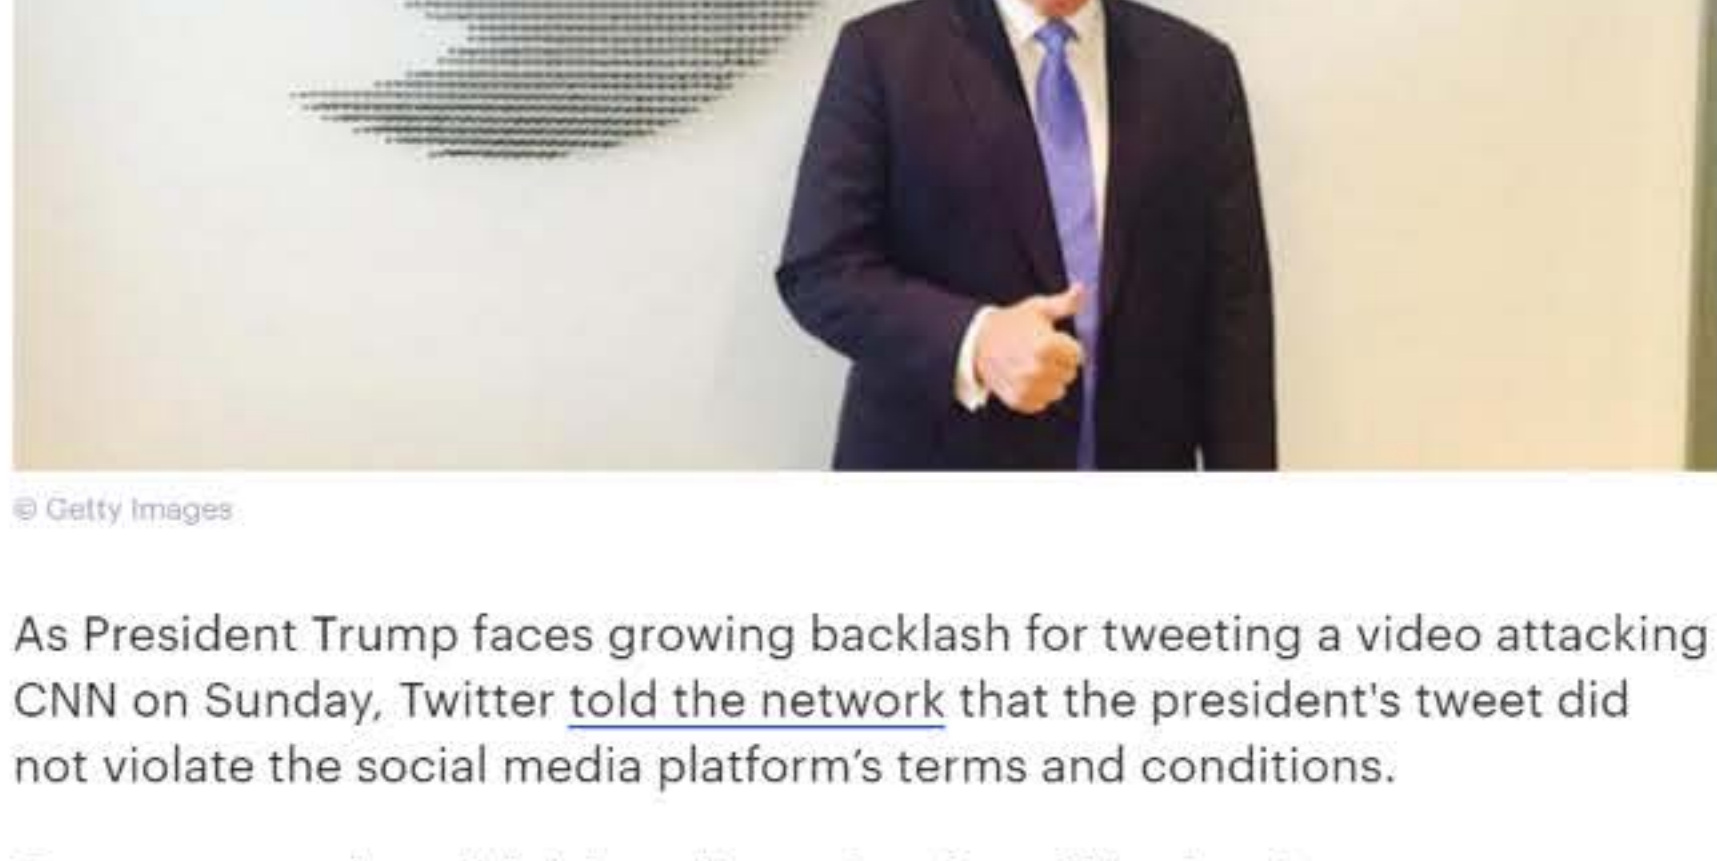 © Getty Images
As President Trump faces growing backlash for tweeting a video attacking
CNN on Sunday, Twitter told the network that the president's tweet did
not violate the social media platform’s terms and conditions.